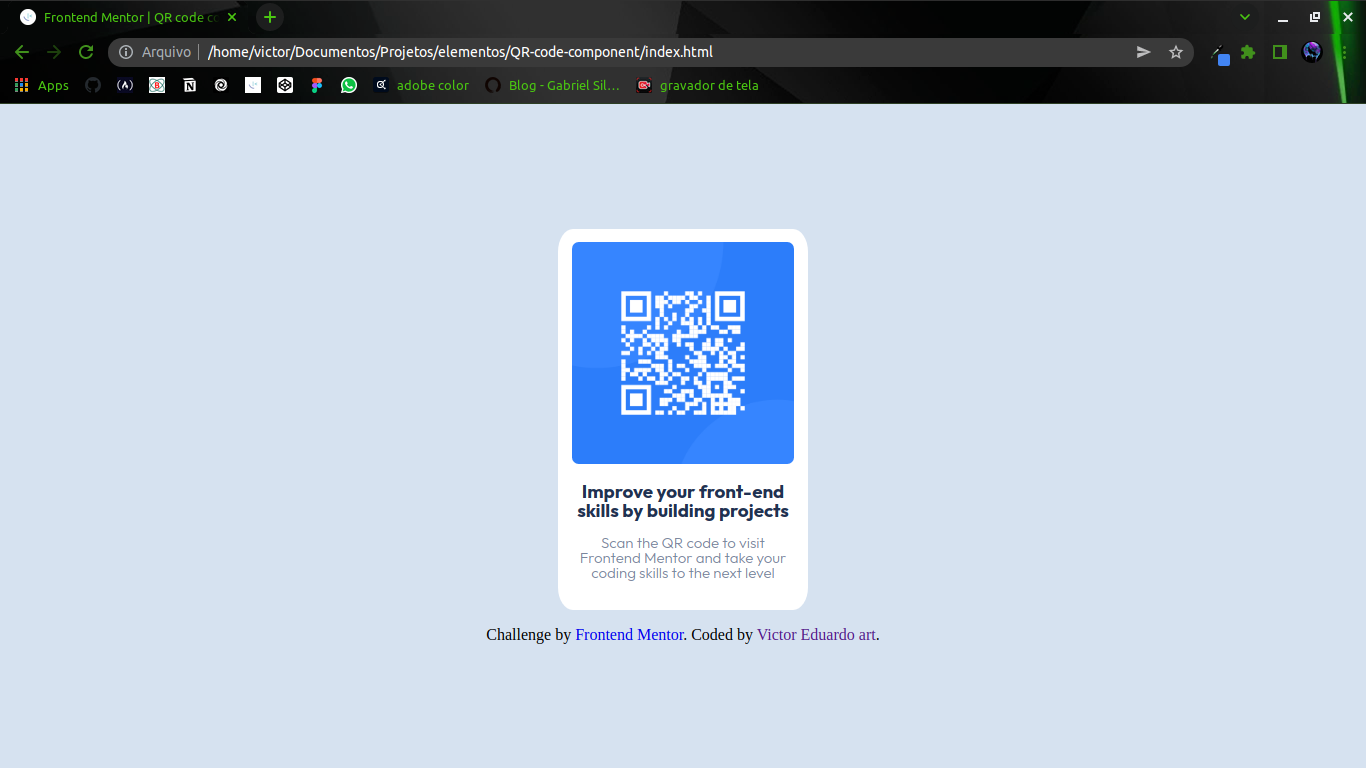 Frontend Mentor | QR code co
Arquivo | /home/victor/Documentos/Projetos/elementos/QR-code-component/index.html
Apps
adobe color
Blog - Gabriel Sil...
gravador de tela
Improve your front-end
skills by building projects
Scan the QR code to visit
Frontend Mentor and take your
coding skills to the next level
Challenge by Frontend Mentor. Coded by Victor Eduardo art.